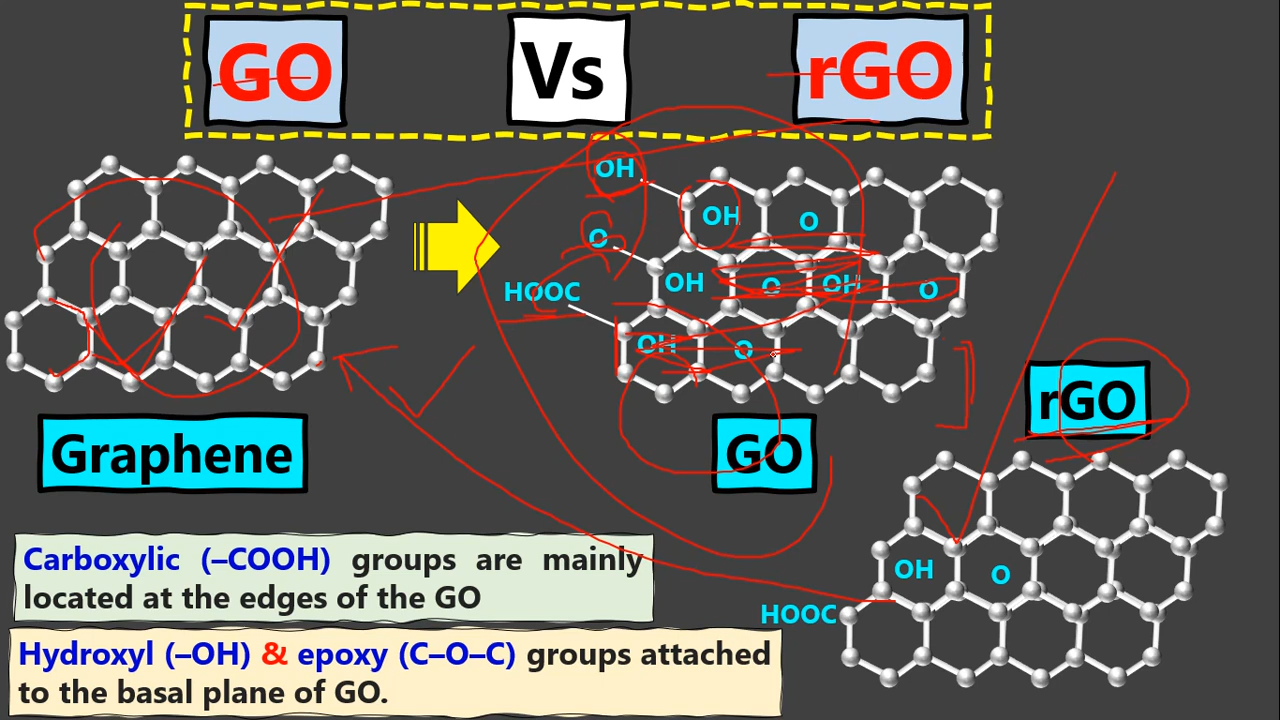 GO Vs rGO
OH
OH O
O
OH O OH O
HOOC
OH O
rGO
Graphene
GO
Carboxylic (–COOH) groups are mainly
located at the edges of the GO
OH O
HOOC
Hydroxyl (–OH) & epoxy (C–O–C) groups attached
to the basal plane of GO.